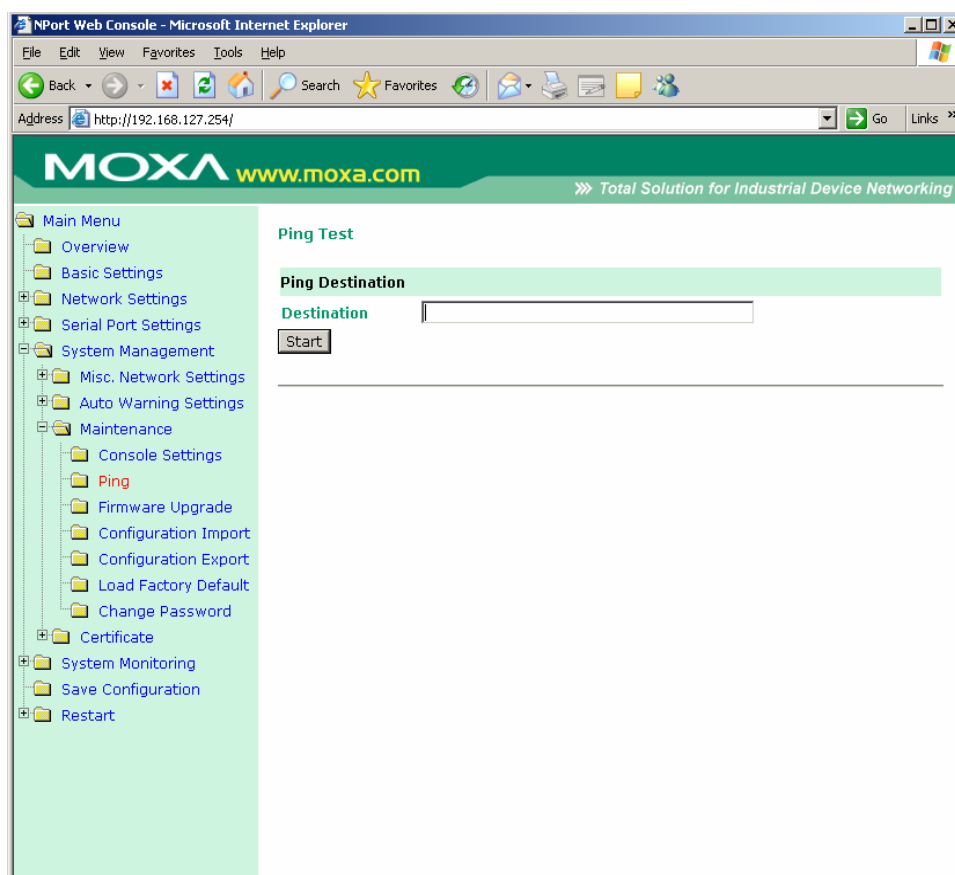 NPort Web Console - Microsoft Internet Explorer
File Edit View Favorites Tools Help
Back Search Favorites
Address http://192.168.127.254/ Go Links »
MOXA www.moxa.com
Total Solution for Industrial Device Networking
Main Menu
Overview
Basic Settings
Network Settings
Serial Port Settings
System Management
Misc. Network Settings
Auto Warning Settings
Maintenance
Console Settings
Ping
Firmware Upgrade
Configuration Import
Configuration Export
Load Factory Default
Change Password
Certificate
System Monitoring
Save Configuration
Restart
Ping Test
Ping Destination
Destination
Start